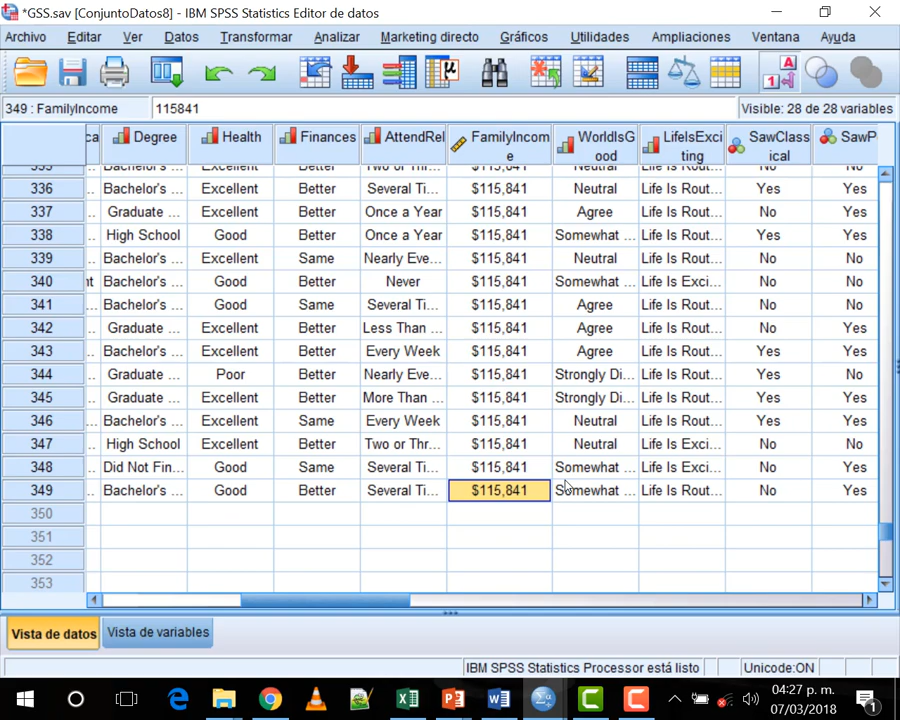 *GSS.sav [ConjuntoDatos8] - IBM SPSS Statistics Editor de datos
Archivo Editar Ver Datos Transformar Analizar Marketing directo Gráficos Utilidades Ampliaciones Ventana Ayuda
349 : FamilyIncome 115841 Visible: 28 de 28 variables
ca Degree Health Finances AttendRel FamilyIncom e WorldIsG ood LifeIsExci ting SawClass ical SawP
335 Bachelor's ... Excellent Better Two or Thr... $115,841 Neutral Life Is Rout... No No
336 Bachelor's ... Excellent Better Several Ti... $115,841 Neutral Life Is Rout... Yes Yes
337 Graduate ... Excellent Better Once a Year $115,841 Agree Life Is Rout... No Yes
338 High School Good Better Once a Year $115,841 Somewhat ... Life Is Rout... Yes Yes
339 Bachelor's ... Excellent Same Nearly Eve... $115,841 Neutral Life Is Rout... No No
340 nt Bachelor's ... Good Better Never $115,841 Somewhat ... Life Is Exci... No No
341 Bachelor's ... Good Same Several Ti... $115,841 Agree Life Is Rout... No No
342 .. Graduate ... Excellent Better Less Than ... $115,841 Agree Life Is Rout... No No
343 .. Bachelor's ... Excellent Better Every Week $115,841 Agree Life Is Rout... Yes Yes
344 .. Graduate ... Poor Better Nearly Eve... $115,841 Strongly Di... Life Is Rout... Yes No
345 .. Graduate ... Excellent Better More Than ... $115,841 Strongly Di... Life Is Rout... Yes Yes
346 .. Bachelor's ... Excellent Same Every Week $115,841 Neutral Life Is Rout... Yes Yes
347 .. High School Excellent Better Two or Thr... $115,841 Neutral Life Is Exci... No No
348 .. Did Not Fin... Good Same Several Ti... $115,841 Somewhat ... Life Is Exci... No Yes
349 .. Bachelor's ... Good Better Several Ti... $115,841 Somewhat ... Life Is Rout... No Yes
350
351
352
353
Vista de datos Vista de variables
IBM SPSS Statistics Processor está listo Unicode:ON
04:27 p. m.
07/03/2018
1